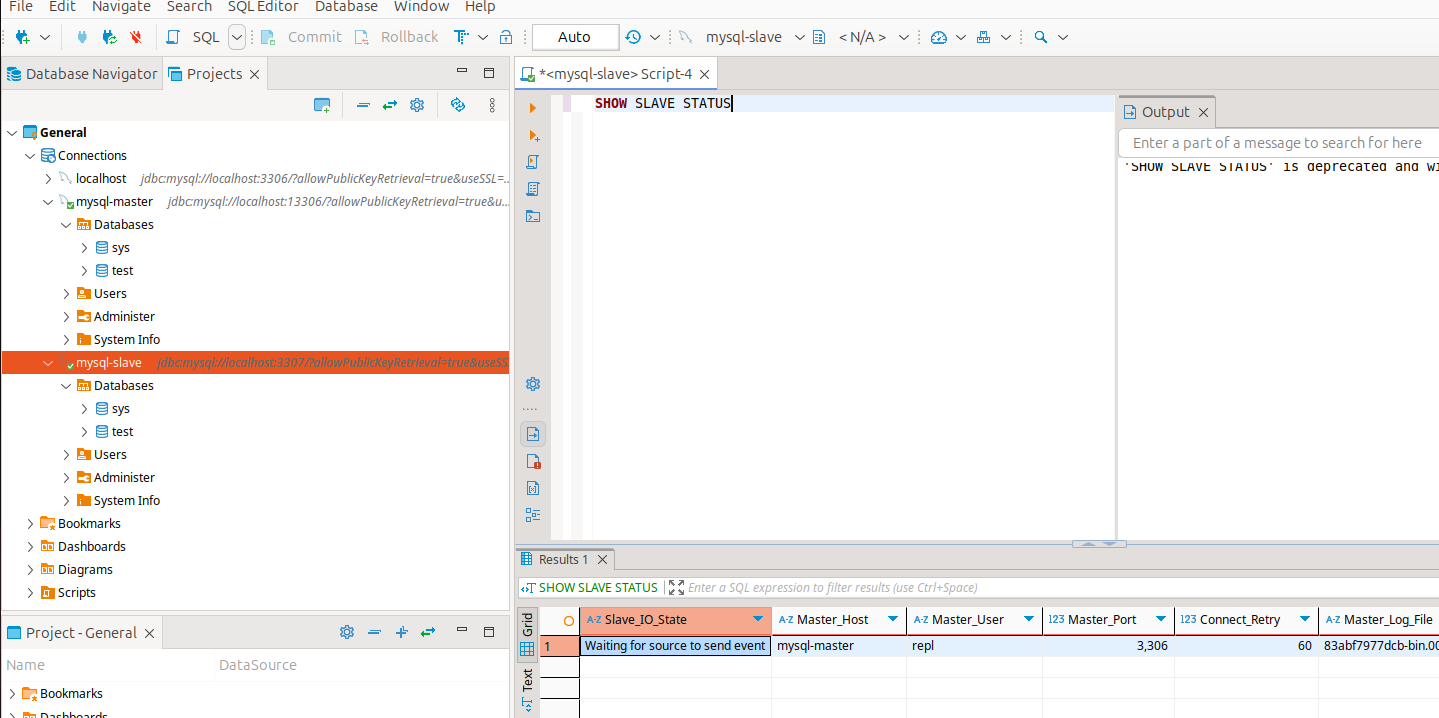 File Edit Navigate Search SQL Editor Database Window Help
SQL Commit Rollback Auto mysql-slave < N/A >
Database Navigator Projects
*<mysql-slave> Script-4
SHOW SLAVE STATUS
Output
Enter a part of a message to search for here
'SHOW SLAVE STATUS' is deprecated and wi
General
Connections
localhost jdbc:mysql://localhost:3306/?allowPublicKeyRetrieval=true&useSSL=...
mysql-master jdbc:mysql://localhost:13306/?allowPublicKeyRetrieval=true&u...
Databases
sys
test
Users
Administer
System Info
mysql-slave jdbc:mysql://localhost:3307/?allowPublicKeyRetrieval=true&useSS
Databases
sys
test
Users
Administer
System Info
Bookmarks
Dashboards
Diagrams
Scripts
Project - General
Name DataSource
Bookmarks
Dashboards
Results 1
SHOW SLAVE STATUS Enter a SQL expression to filter results (use Ctrl+Space)
Grid
Text
A-Z Slave_IO_State A-Z Master_Host A-Z Master_User 123 Master_Port 123 Connect_Retry A-Z Master_Log_File
1 Waiting for source to send event mysql-master repl 3,306 60 83abf7977dcb-bin.00